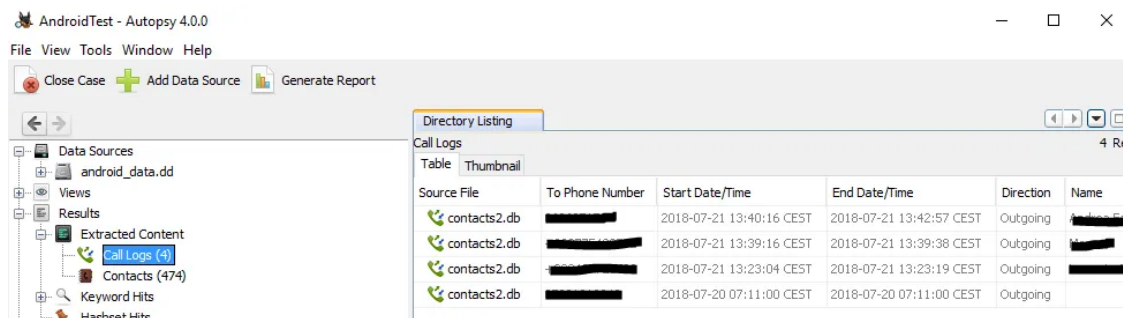 AndroidTest - Autopsy 4.0.0
File View Tools Window Help
Close Case Add Data Source Generate Report
Directory Listing
Data Sources
android_data.dd
Views
Results
Extracted Content
Call Logs (4)
Contacts (474)
Keyword Hits
Hashset Hits
Call Logs 4
Table Thumbnail
Source File To Phone Number Start Date/Time End Date/Time Direction Name
contacts2.db 2018-07-21 13:40:16 CEST 2018-07-21 13:42:57 CEST Outgoing
contacts2.db 2018-07-21 13:39:16 CEST 2018-07-21 13:39:38 CEST Outgoing
contacts2.db 2018-07-21 13:23:04 CEST 2018-07-21 13:23:19 CEST Outgoing
contacts2.db 2018-07-20 07:11:00 CEST 2018-07-20 07:11:00 CEST Outgoing